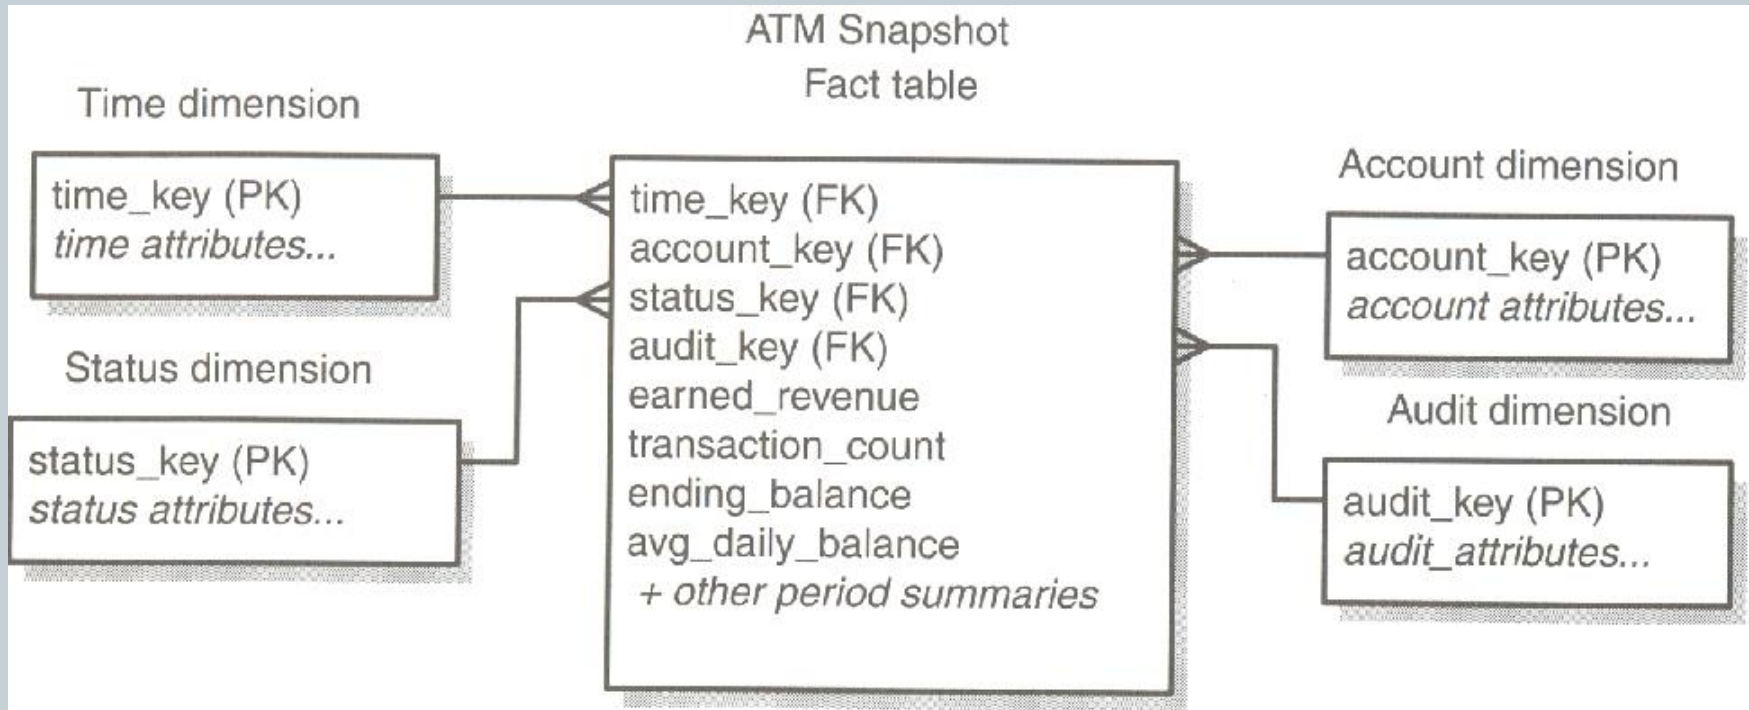 ATM Snapshot
Fact table
Time dimension
time_key (PK)
time attributes...
Status dimension
status_key (PK)
status attributes...
time_key (FK)
account_key (FK)
status_key (FK)
audit_key (FK)
earned_revenue
transaction_count
ending_balance
avg_daily_balance
+ other period summaries
Account dimension
account_key (PK)
account attributes...
Audit dimension
audit_key (PK)
audit_attributes...